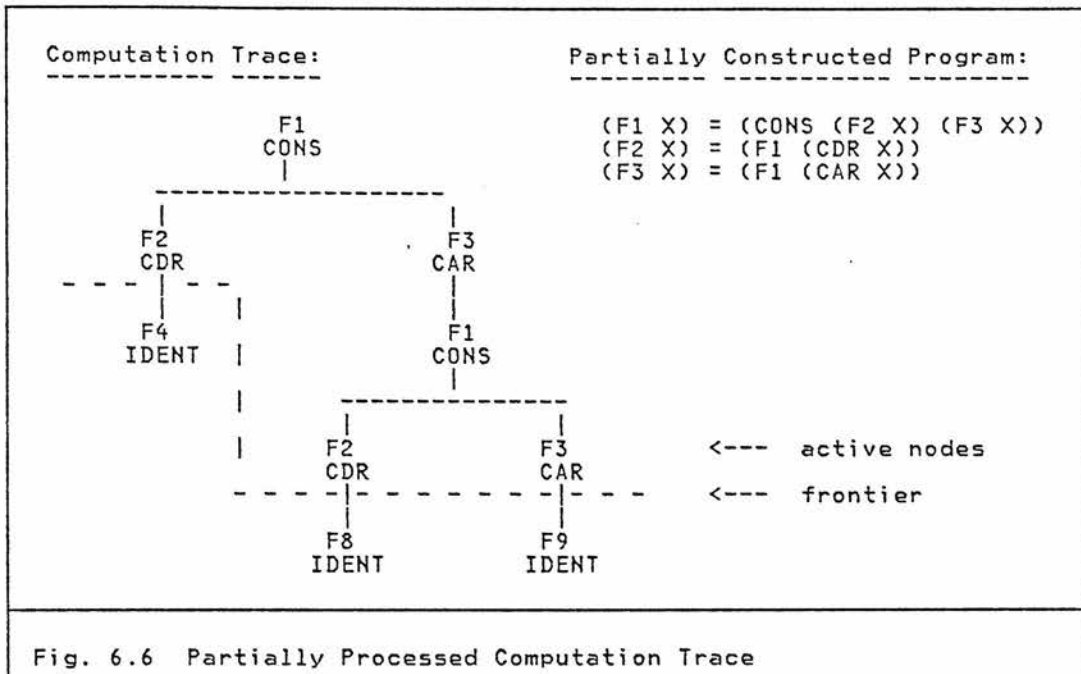 Computation Trace:
Partially Constructed Program:
F1
CONS
(F1 X) = (CONS (F2 X) (F3 X))
(F2 X) = (F1 (CDR X))
(F3 X) = (F1 (CAR X))
F2
CDR
F3
CAR
F4
IDENT
F1
CONS
F2
CDR
F3
CAR
<--- active nodes
<--- frontier
F8
IDENT
F9
IDENT
Fig. 6.6 Partially Processed Computation Trace